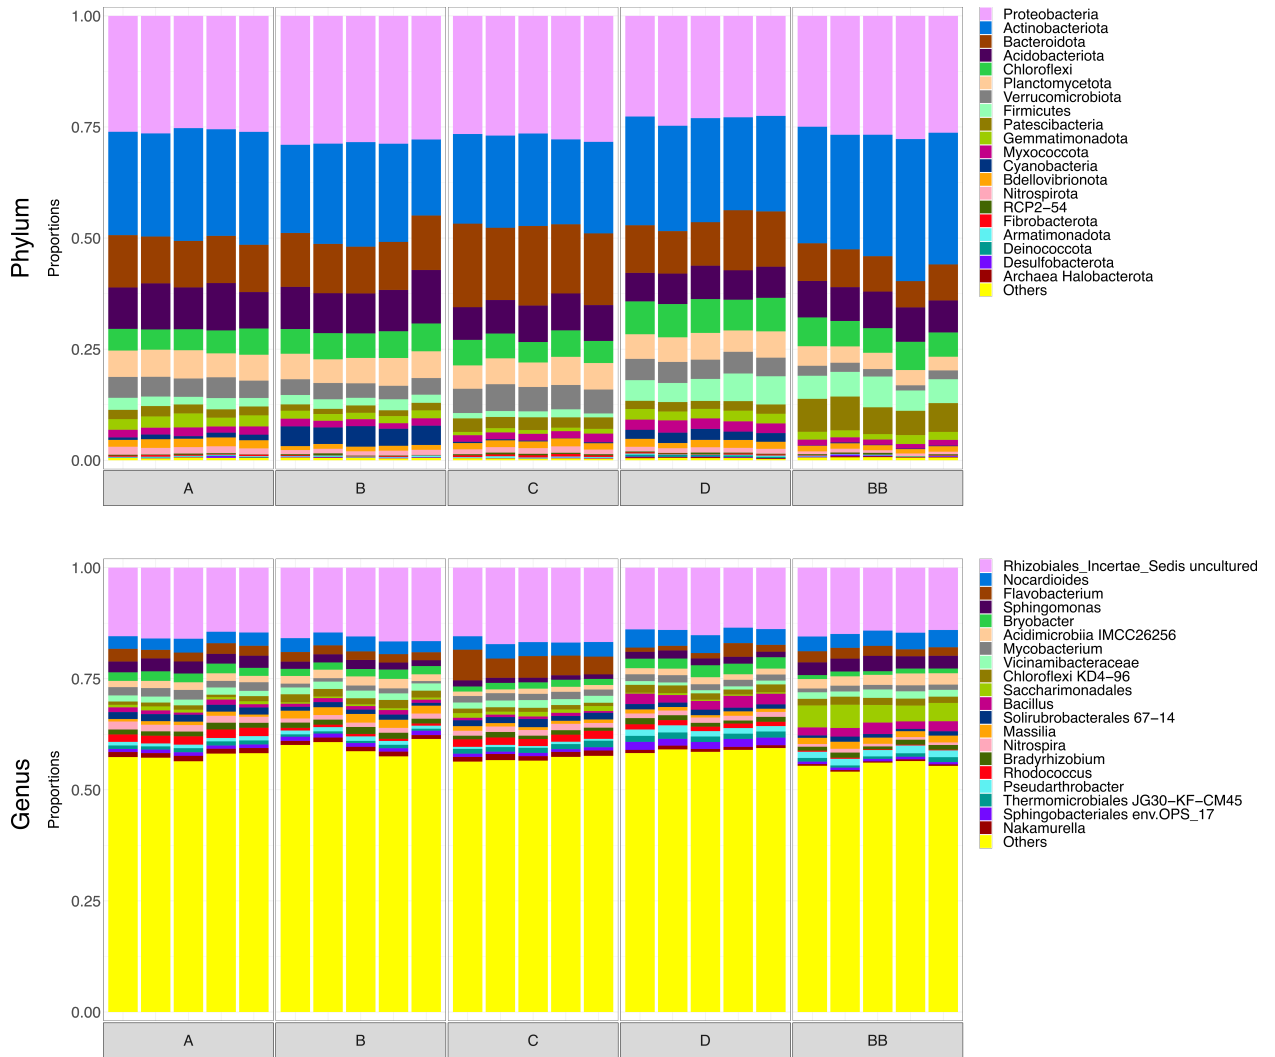 Phylum
Proportions
1.00
0.75
0.50
0.25
0.00
A
B
C
D
BB
Proteobacteria
Actinobacteriota
Bacteroidota
Acidobacteriota
Chloroflexi
Planctomycetota
Verrucomicrobiota
Firmicutes
Patescibacteria
Gemmatimonadota
Myxococcota
Cyanobacteria
Bdellovibrionota
Nitrospirota
RCP2−54
Fibrobacterota
Armatimonadota
Deinococcota
Desulfobacterota
Archaea Halobacterota
Others
Genus
Proportions
1.00
0.75
0.50
0.25
0.00
A
B
C
D
BB
Rhizobiales_Incertae_Sedis uncultured
Nocardioides
Flavobacterium
Sphingomonas
Bryobacter
Acidimicrobiia IMCC26256
Mycobacterium
Vicinamibacteraceae
Chloroflexi KD4−96
Saccharimonadales
Bacillus
Solirubrobacterales 67−14
Massilia
Nitrospira
Bradyrhizobium
Rhodococcus
Pseudarthrobacter
Thermomicrobiales JG30−KF−CM45
Sphingobacteriales env.OPS_17
Nakamurella
Others